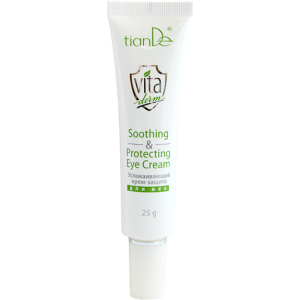 tianDe
vita
derm
Soothing
&
Protecting
Eye Cream
Успокаивающий
крем-защита
для век
25 g